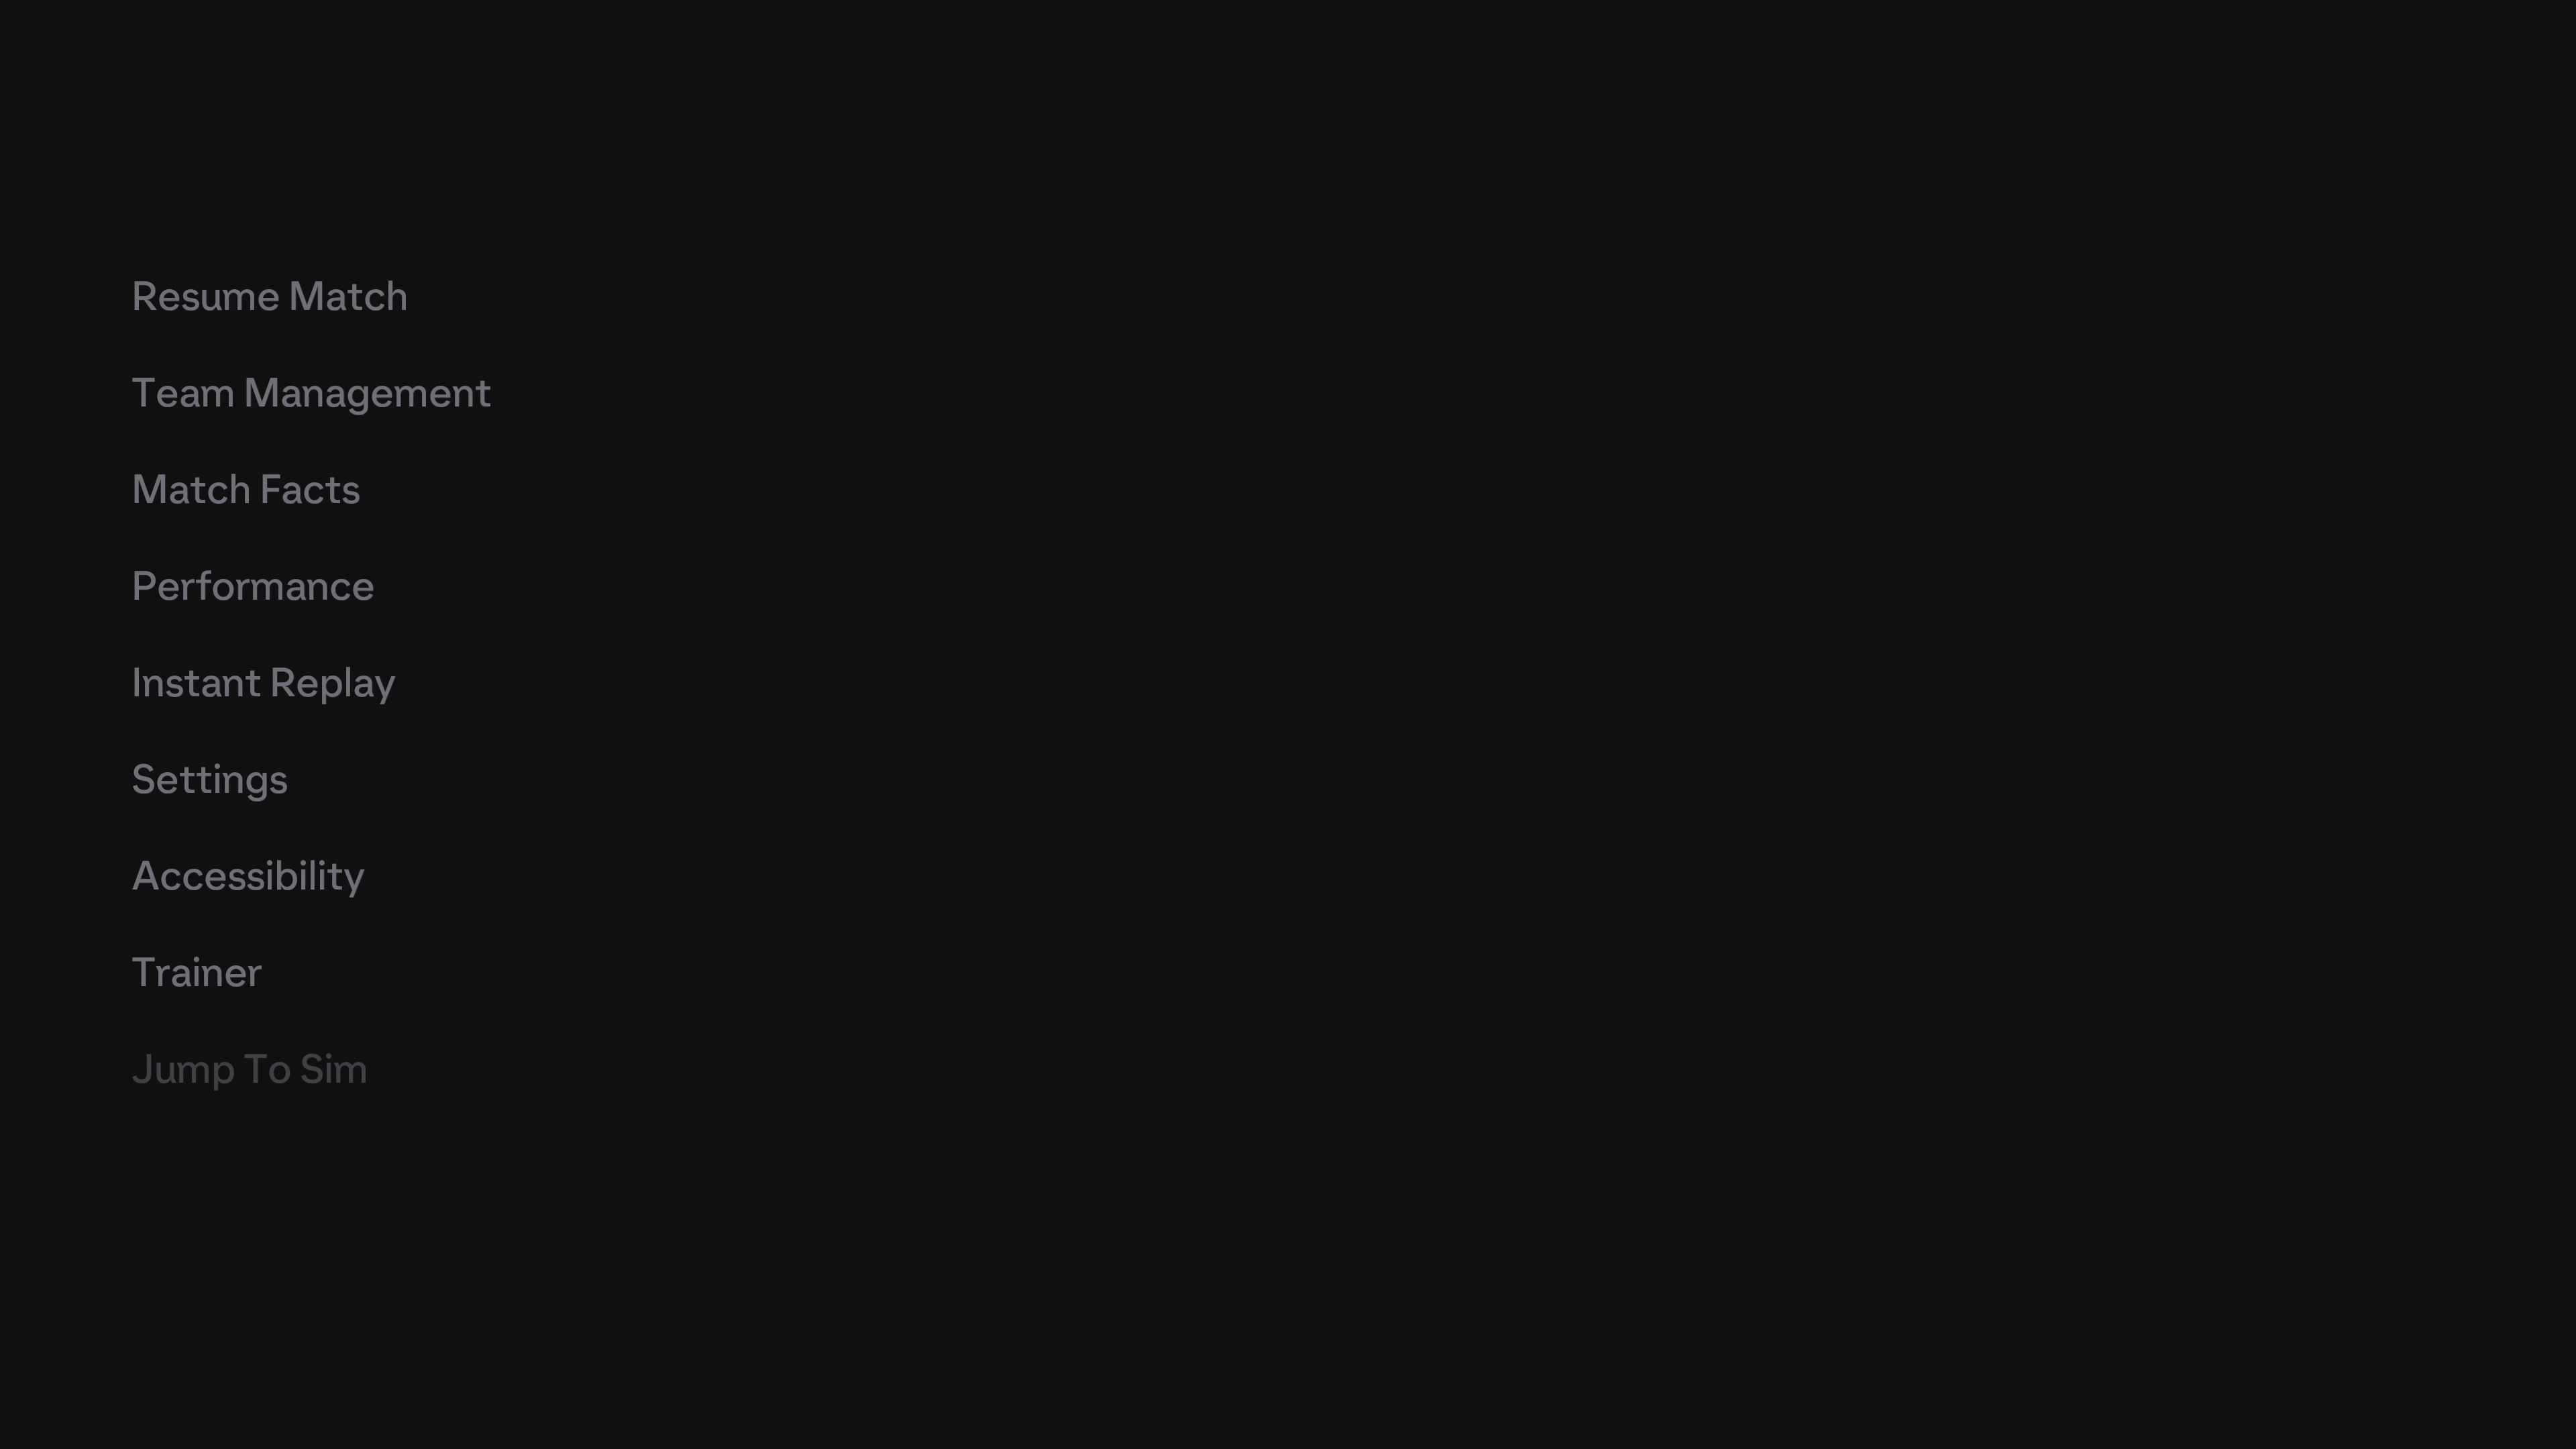 Resume Match
Team Management
Match Facts
Performance
Instant Replay
Settings
Accessibility
Trainer
Jump To Sim